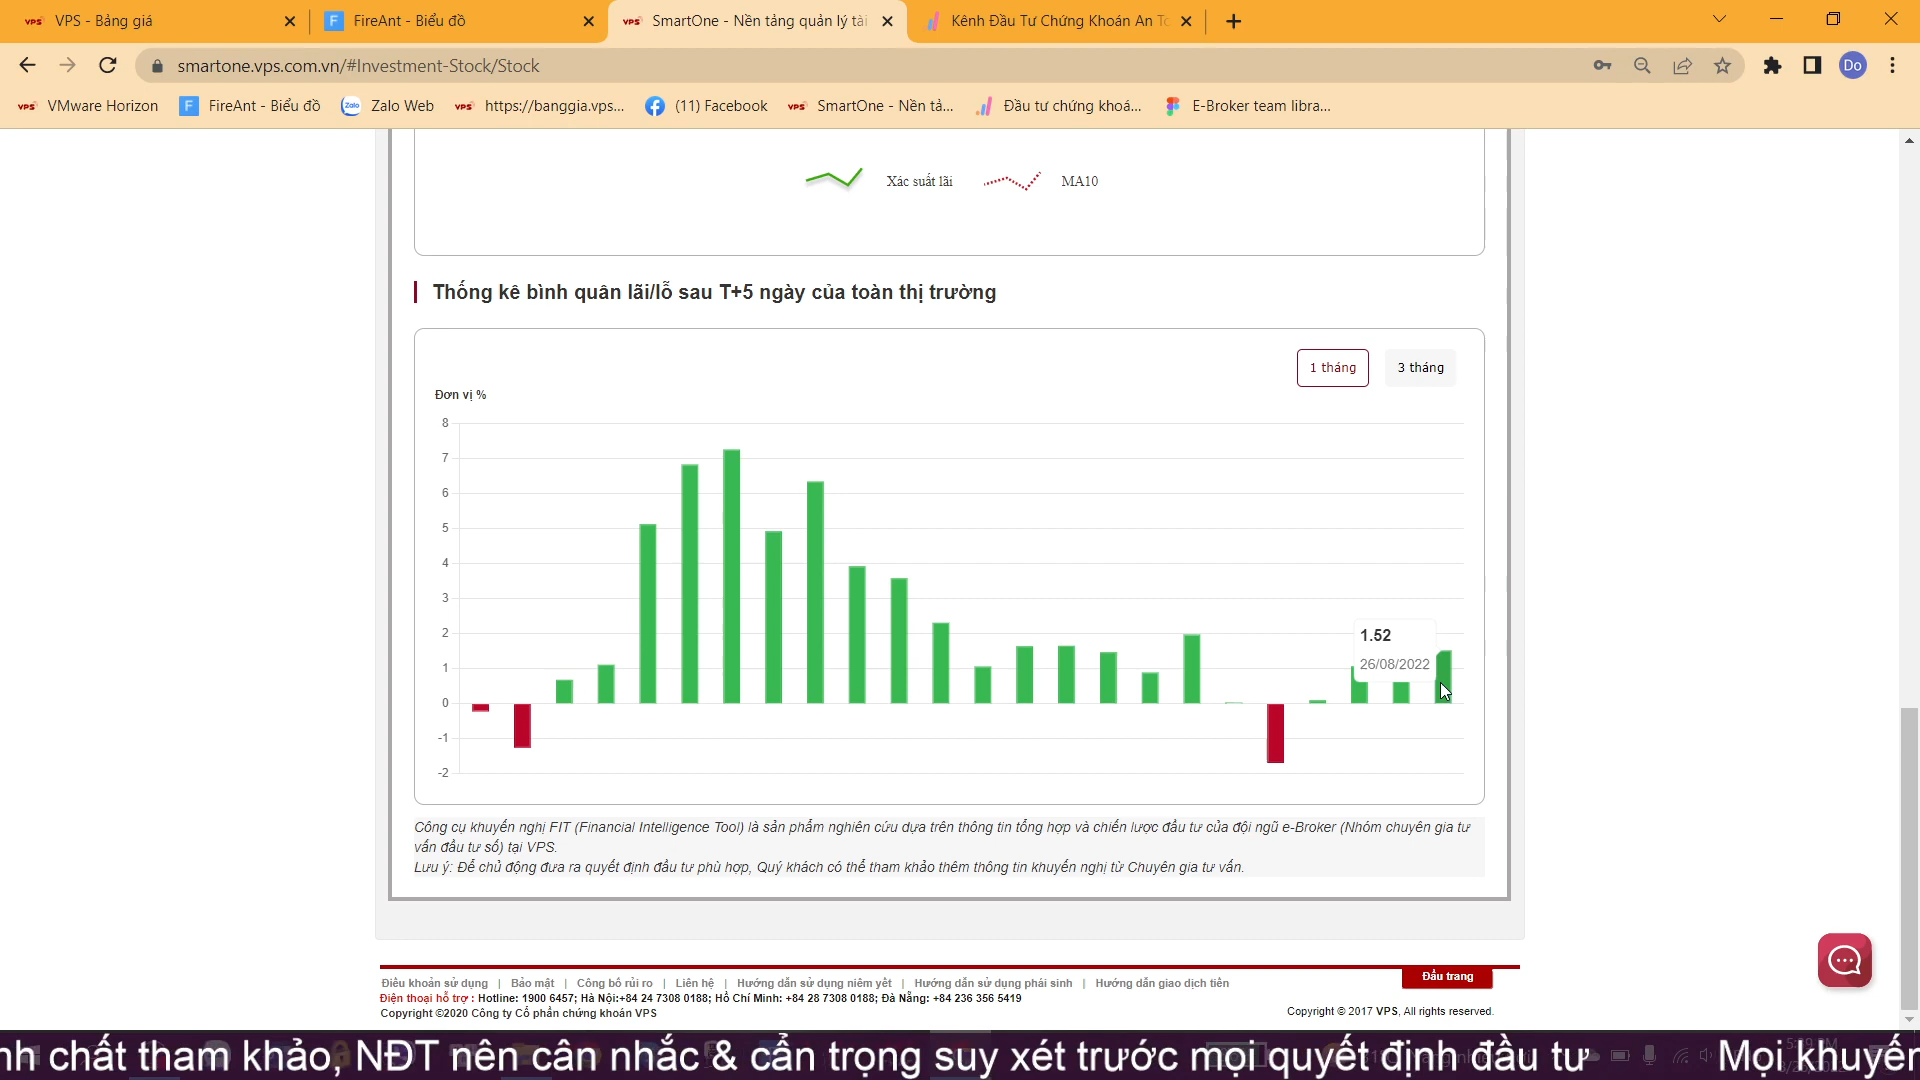 VPS - Bảng giá
FireAnt - Biểu đồ
SmartOne - Nền tảng quản lý tài
Kênh Đầu Tư Chứng Khoán An To
smartone.vps.com.vn/#Investment-Stock/Stock
Do
VMware Horizon
FireAnt - Biểu đồ
Zalo Web
https://banggia.vps...
(11) Facebook
SmartOne - Nền tả...
Đầu tư chứng khoá...
E-Broker team libra...
Xác suất lãi
MA10
Thống kê bình quân lãi/lỗ sau T+5 ngày của toàn thị trường
1 tháng
3 tháng
Đơn vị %
8
7
6
5
4
3
2
1
0
-1
-2
1.52
26/08/2022
Công cụ khuyến nghị FIT (Financial Intelligence Tool) là sản phẩm nghiên cứu dựa trên thông tin tổng hợp và chiến lược đầu tư của đội ngũ e-Broker (Nhóm chuyên gia tư
vấn đầu tư số) tại VPS.
Lưu ý: Để chủ động đưa ra quyết định đầu tư phù hợp, Quý khách có thể tham khảo thêm thông tin khuyến nghị từ Chuyên gia tư vấn.
Điều khoản sử dụng | Bảo mật | Công bố rủi ro | Liên hệ | Hướng dẫn sử dụng niêm yết | Hướng dẫn sử dụng phái sinh | Hướng dẫn giao dịch tiền
Đầu trang
Điện thoại hỗ trợ : Hotline: 1900 6457; Hà Nội:+84 24 7308 0188; Hồ Chí Minh: +84 28 7308 0188; Đà Nẵng: +84 236 356 5419
Copyright ©2020 Công ty Cổ phần chứng khoán VPS
Copyright © 2017 VPS, All rights reserved.
nh chất tham khảo, NĐT nên cân nhắc & cẩn trọng suy xét trước mọi quyết định đầu tư
Mọi khuyến